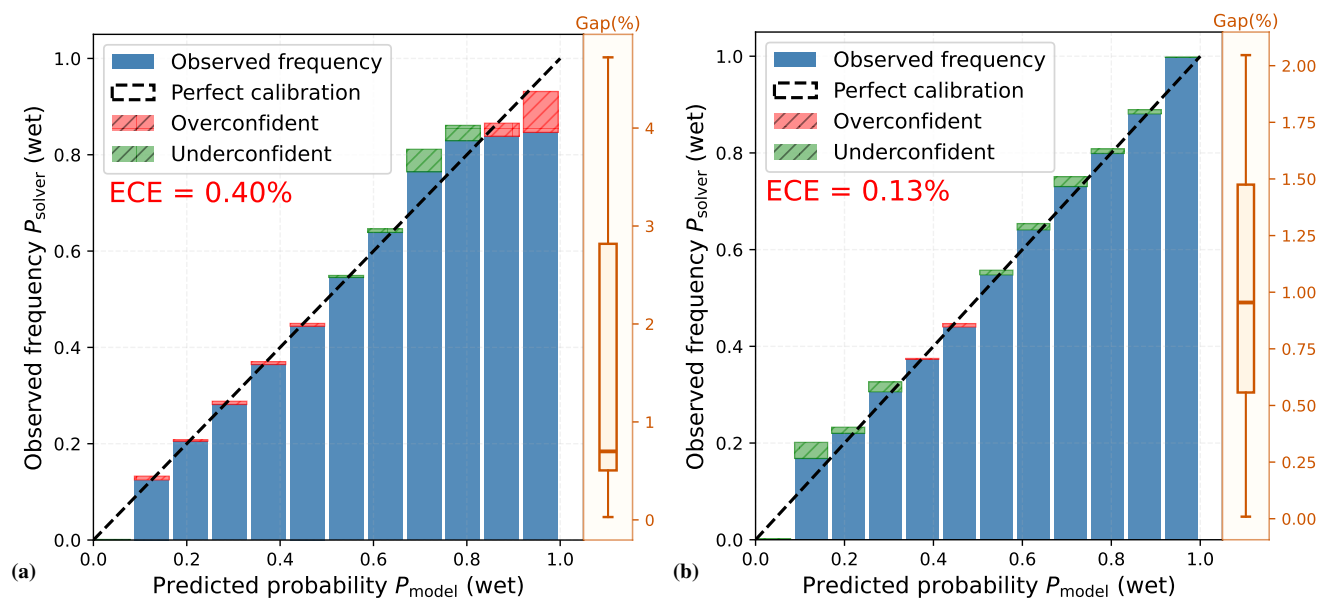 Gap(%)
Observed frequency
Perfect calibration
Overconfident
Underconfident
ECE = 0.40%
Observed frequency P_solver (wet)
1.0
0.8
0.6
0.4
0.2
0.0
0.0 0.2 0.4 0.6 0.8 1.0
4
3
2
1
0
Predicted probability P_model (wet)
(a)
Gap(%)
Observed frequency
Perfect calibration
Overconfident
Underconfident
ECE = 0.13%
Observed frequency P_solver (wet)
1.0
0.8
0.6
0.4
0.2
0.0
0.0 0.2 0.4 0.6 0.8 1.0
2.00
1.75
1.50
1.25
1.00
0.75
0.50
0.25
0.00
Predicted probability P_model (wet)
(b)